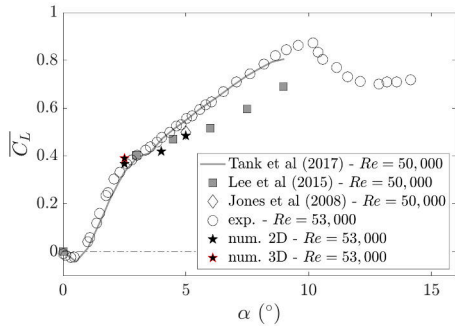 1
0.8
0.6
0.4
0.2
0
$\overline{C_L}$
Tank et al (2017) - Re = 50,000
Lee et al (2015) - Re = 50,000
Jones et al (2008) - Re = 50,000
exp. - Re = 53,000
num. 2D - Re = 53,000
num. 3D - Re = 53,000
0 5 10 15
α (°)